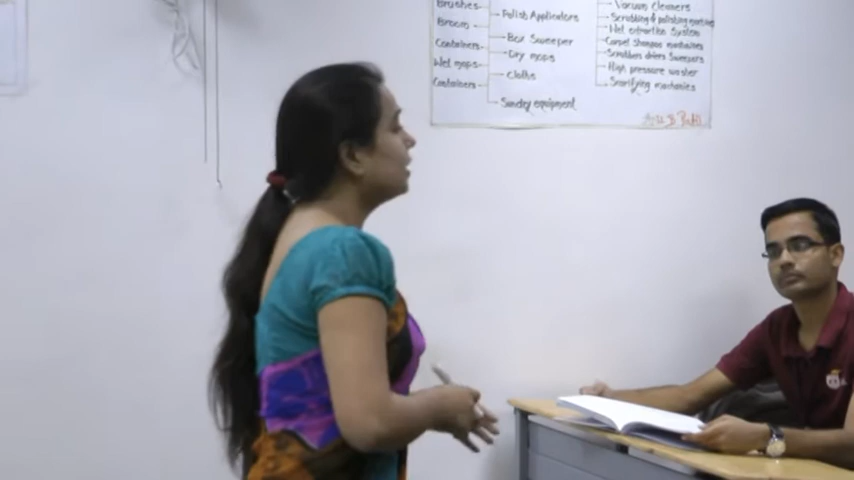 Brushes
Broom
Containers
Wet mops
Containers
Polish Applicators
Box Sweeper
Dry mops
Cloths
Sundry equipment
Vacuum Cleaners
Scrubbing & polishing machines
Wet extraction System
Carpet Shampoo machines
Scrubbers driers Sweepers
High pressure washer
Scarifying machines